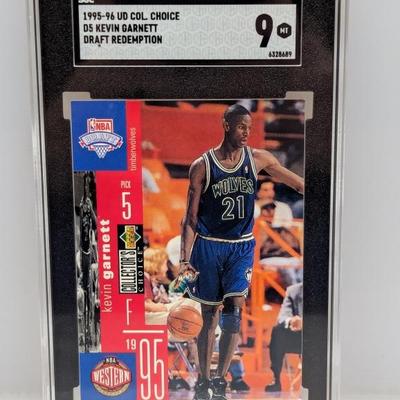 1995-96 UD COL. CHOICE
D5 KEVIN GARNETT
DRAFT REDEMPTION
9
MT
6328689
NBA
timberwolves
PICK
5
COLLECTOR'S
CHOICE
kevin garnett
F
19
95
NBA
WESTERN
WOLVES
21